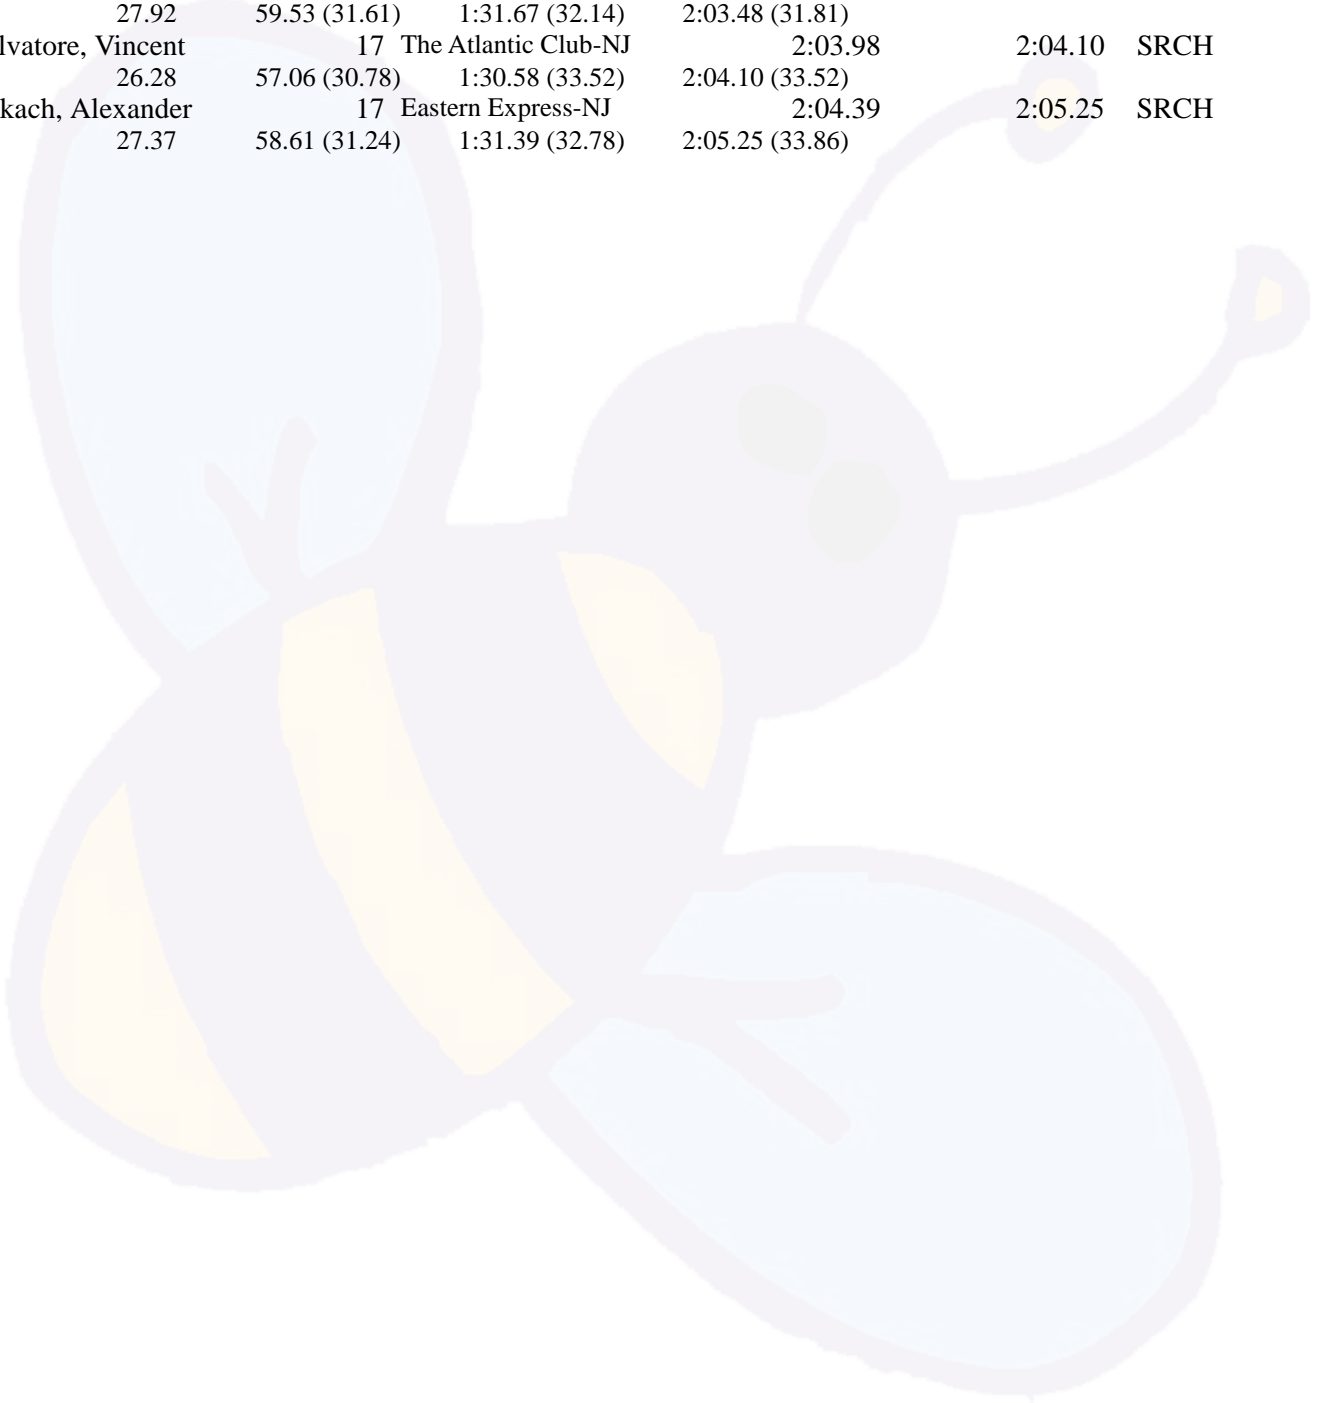 27.92 59.53 (31.61) 1:31.67 (32.14) 2:03.48 (31.81)
lvatore, Vincent 17 The Atlantic Club-NJ 2:03.98 2:04.10 SRCH
26.28 57.06 (30.78) 1:30.58 (33.52) 2:04.10 (33.52)
kach, Alexander 17 Eastern Express-NJ 2:04.39 2:05.25 SRCH
27.37 58.61 (31.24) 1:31.39 (32.78) 2:05.25 (33.86)